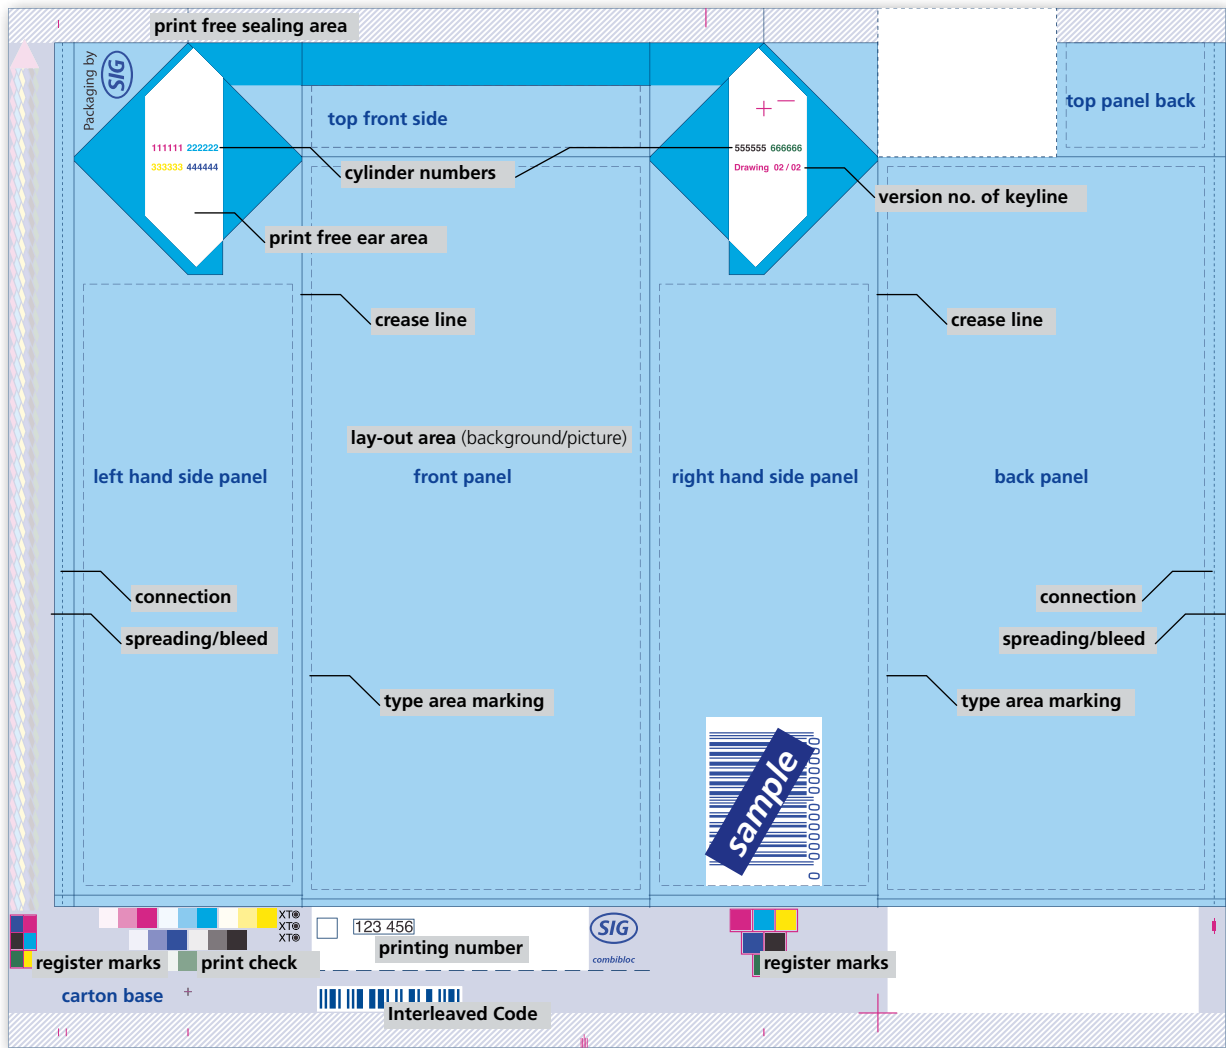 print free sealing area
Packaging by
SIG
top front side
top panel back
111111 222222
333333 444444
cylinder numbers
555555 666666
Drawing 02 / 02
version no. of keyline
print free ear area
crease line
crease line
lay-out area (background/picture)
left hand side panel
front panel
right hand side panel
back panel
connection
connection
spreading/bleed
spreading/bleed
type area marking
type area marking
sample
0 000000 000000
XT
XT
XT
123 456
printing number
SIG
combibloc
register marks
print check
register marks
carton base
Interleaved Code